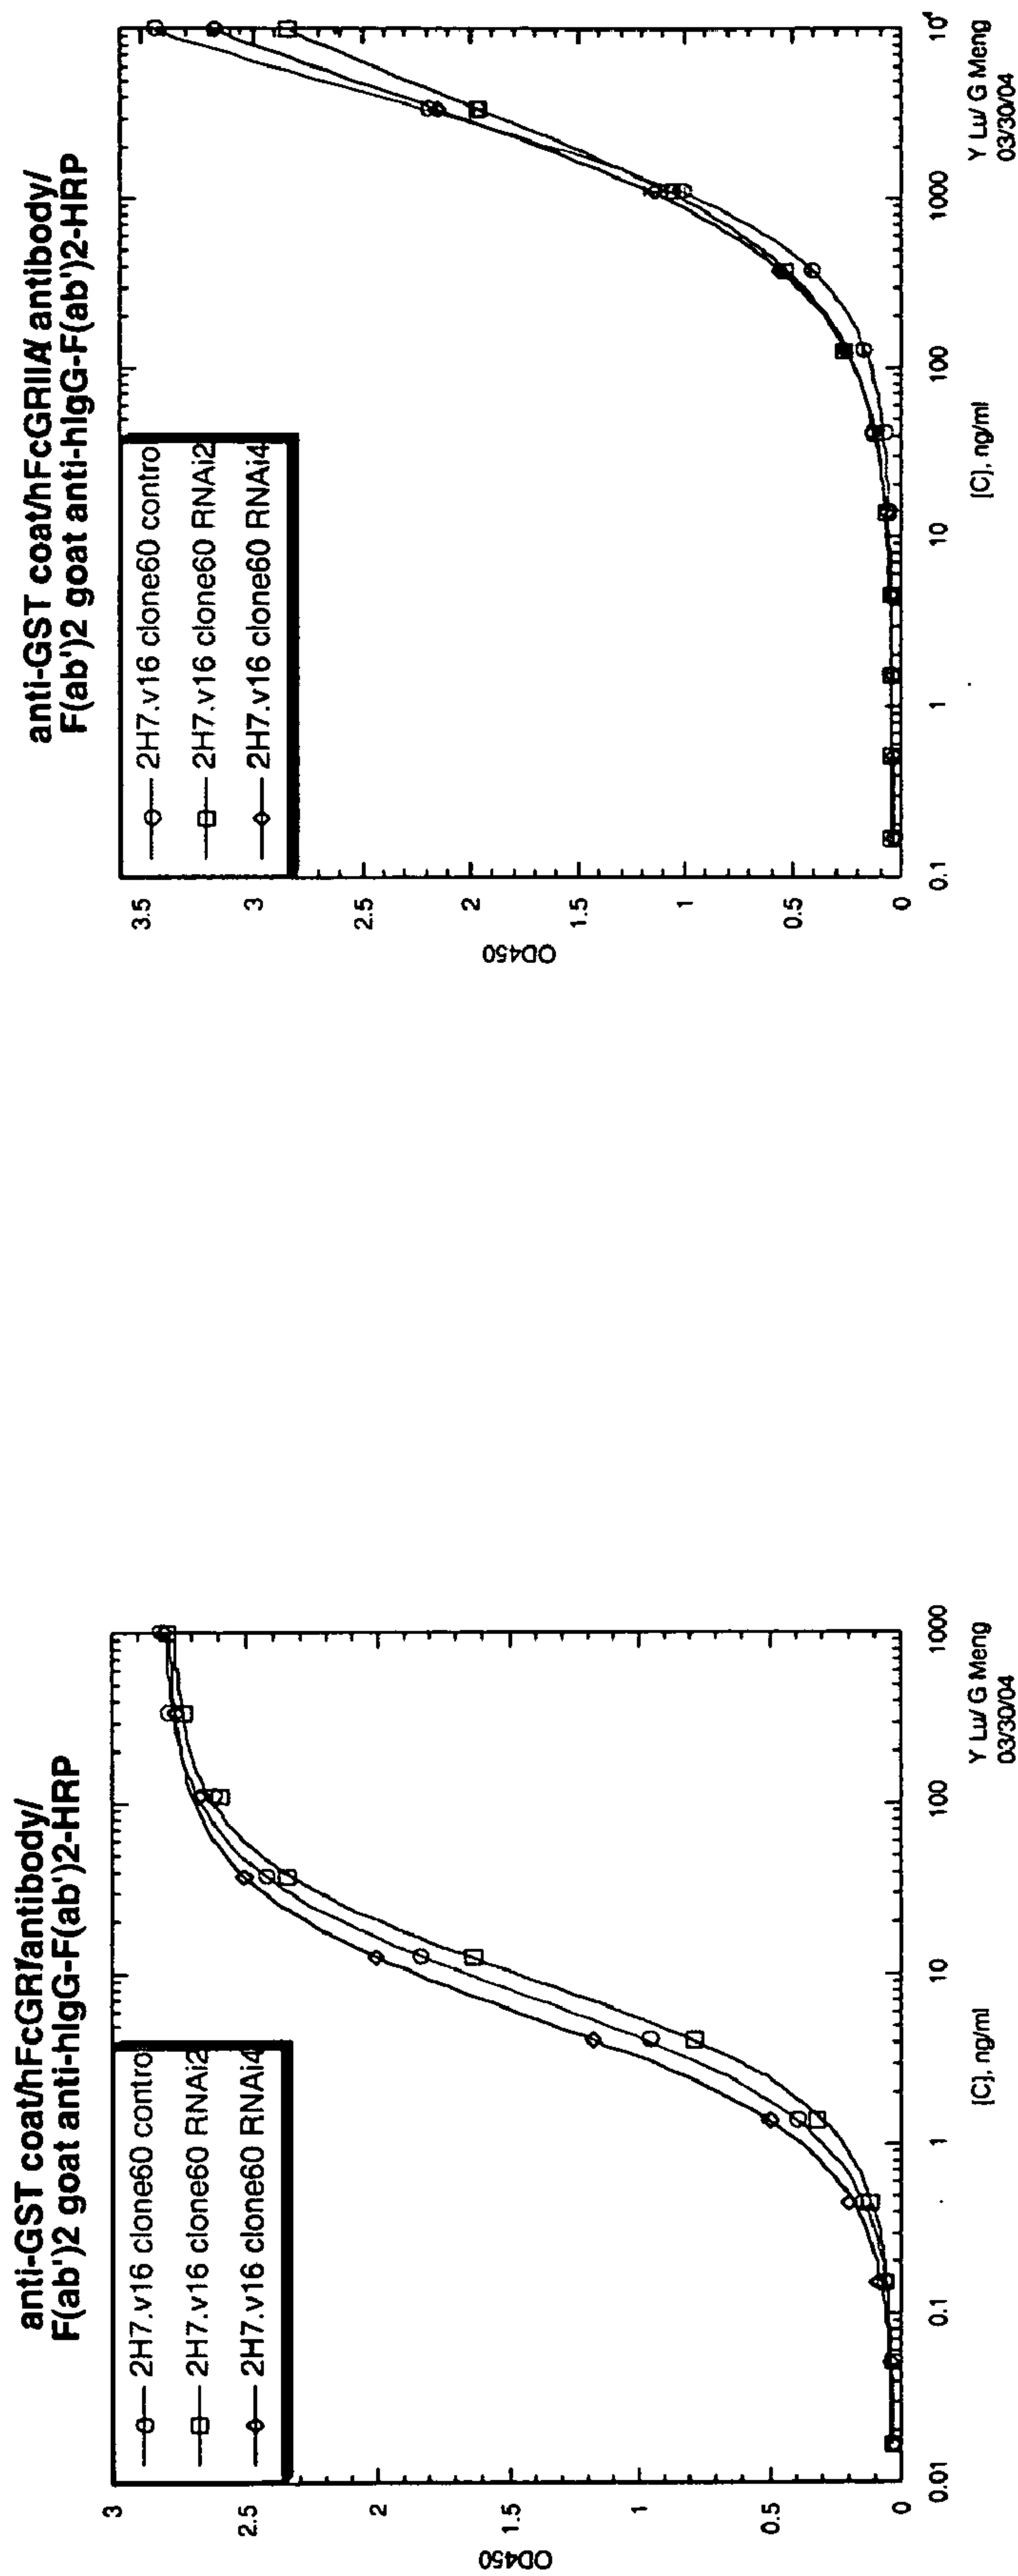 anti-GST coat/hFcGRI/antibody/
F(ab')2 goat anti-hIgG-F(ab')2-HRP
2H7.v16 clone60 contro
2H7.v16 clone60 RNAi2
2H7.v16 clone60 RNAi4
OD450
3
2.5
2
1.5
1
0.5
0
0.01
0.1
1
10
100
1000
[C], ng/ml
Y Lu/ G Meng
03/30/04
anti-GST coat/hFcGRIIA/ antibody/
F(ab')2 goat anti-hIgG-F(ab')2-HRP
2H7.v16 clone60 contro
2H7.v16 clone60 RNAi2
2H7.v16 clone60 RNAi4
OD450
3.5
3
2.5
2
1.5
1
0.5
0
0.1
1
10
100
1000
10⁴
[C], ng/ml
Y Lu/ G Meng
03/30/04